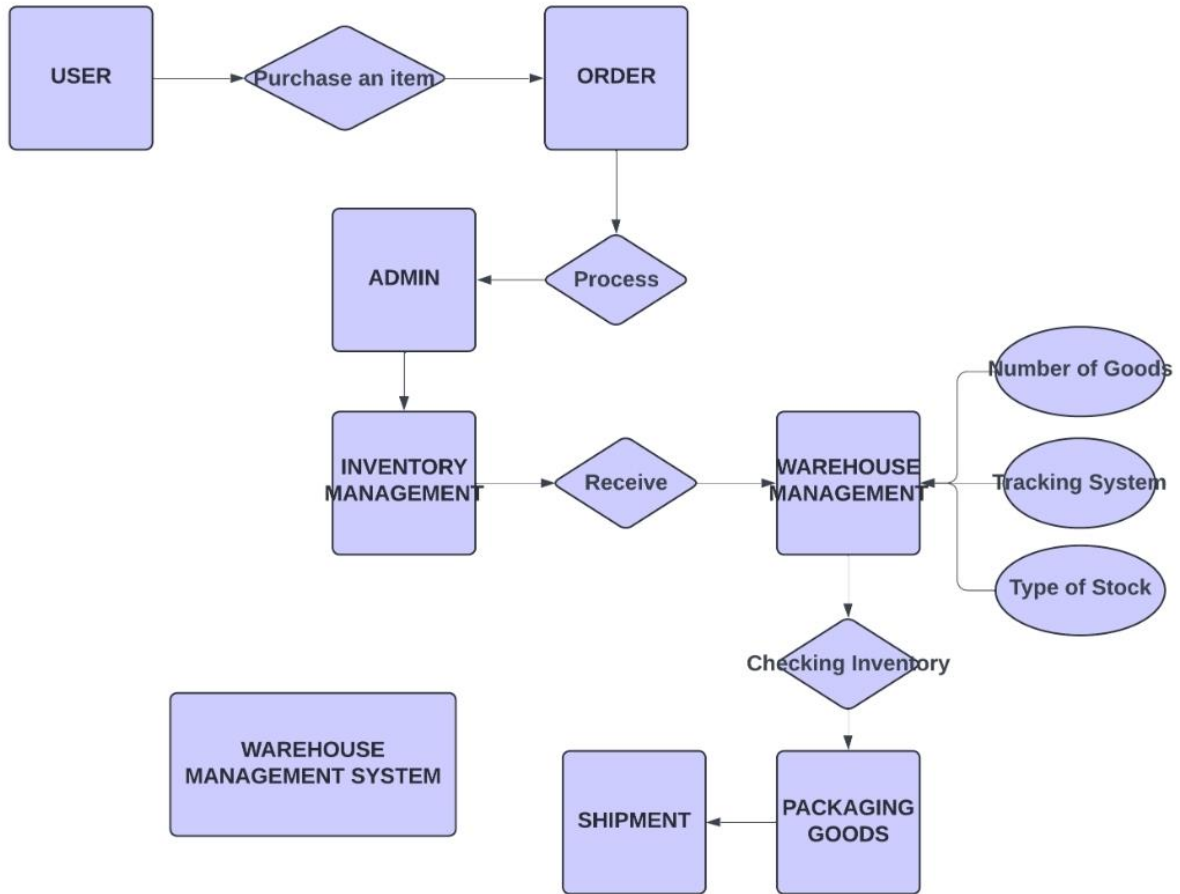 USER
Purchase an item
ORDER
ADMIN
Process
Number of Goods
INVENTORY
MANAGEMENT
Receive
WAREHOUSE
MANAGEMENT
Tracking System
Type of Stock
Checking Inventory
WAREHOUSE
MANAGEMENT SYSTEM
SHIPMENT
PACKAGING
GOODS